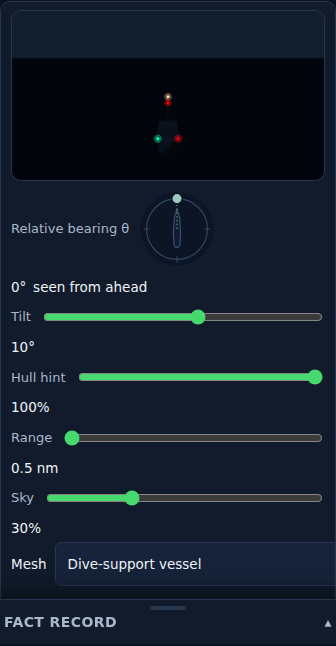 Relative bearing θ
0° seen from ahead
Tilt
10°
Hull hint
100%
Range
0.5 nm
Sky
30%
Mesh Dive-support vessel
FACT RECORD ▲